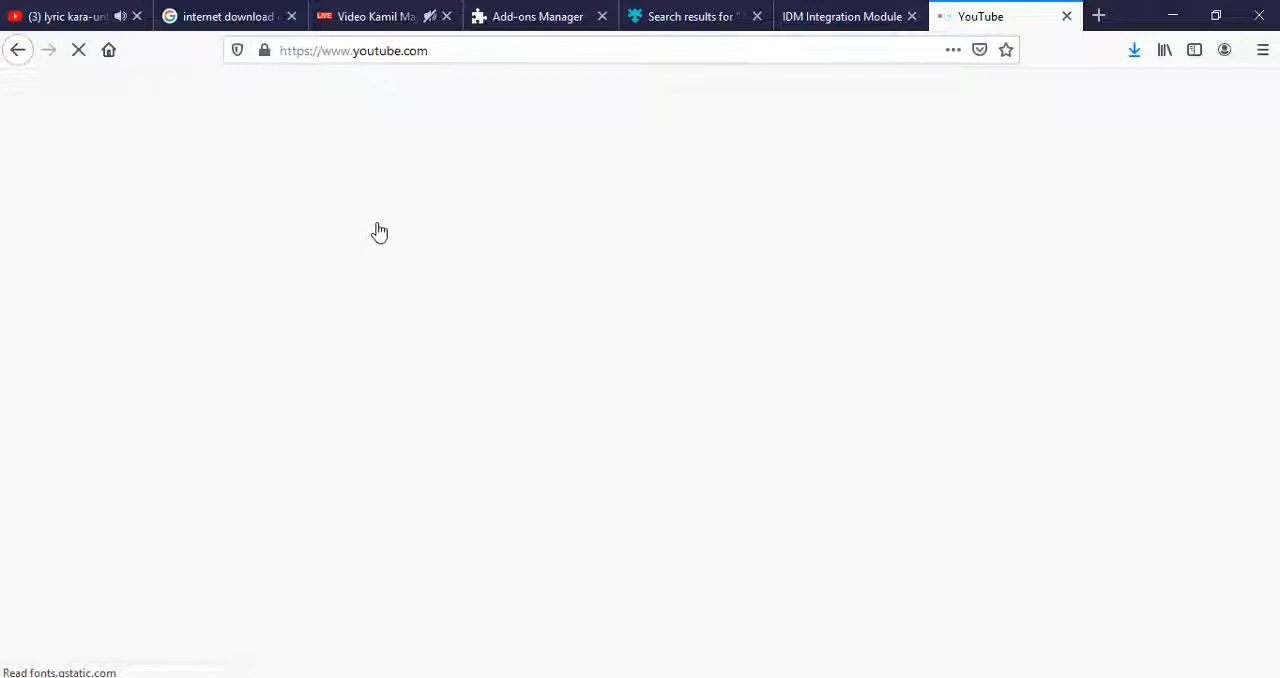 (3) lyric kara-un
internet download
LIVE Video Kamil Ma
Add-ons Manager
Search results for "
IDM Integration Module
YouTube
https://www.youtube.com
Read fonts.gstatic.com